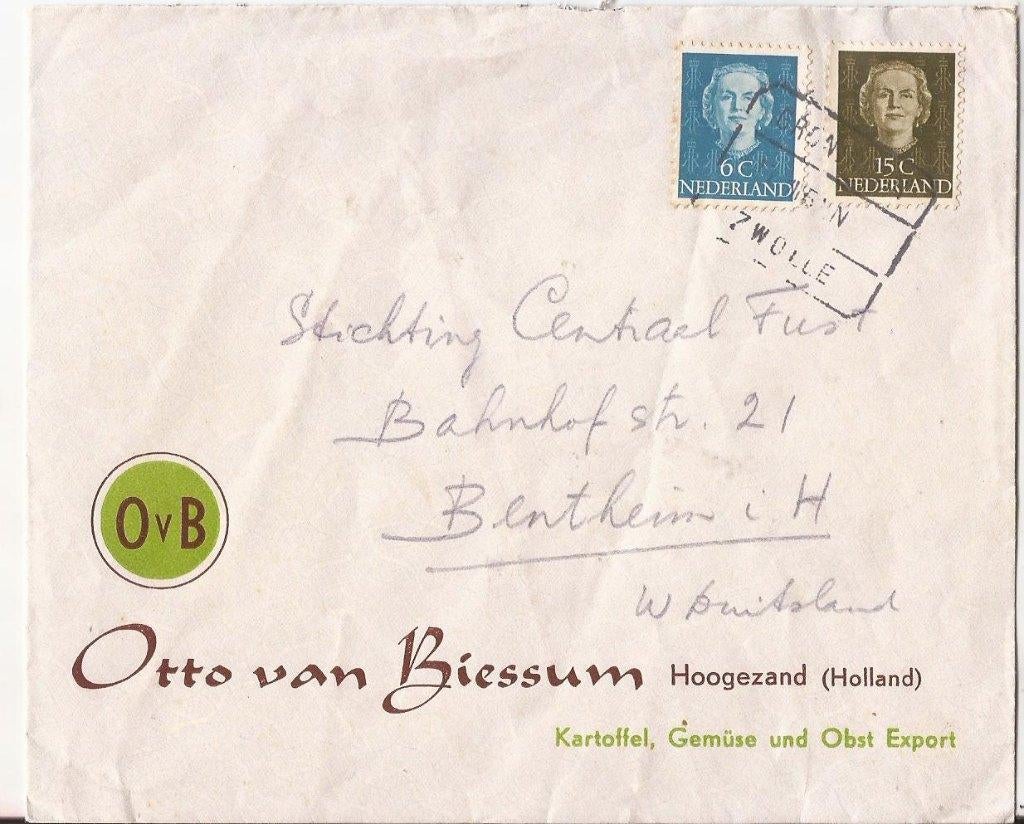 6 C
NEDERLAND
15 C
NEDERLAND
ZWOLLE
Stichting Centraal Fust
Bahnhof str. 21
Bentheim i. H
W Duitsland
OvB
Otto van Biessum Hoogezand (Holland)
Kartoffel, Gemüse und Obst Export